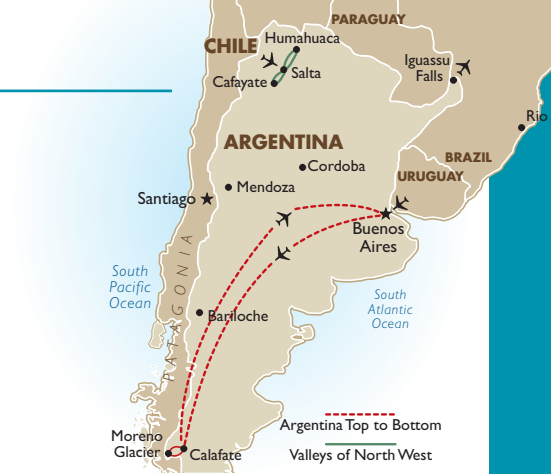 PARAGUAY
CHILE
Humahuaca
Iguassu
Falls
Salta
Cafayate
Rio
ARGENTINA
Cordoba
BRAZIL
URUGUAY
Mendoza
Santiago
Buenos
Aires
PATAGONIA
South
Pacific
Ocean
South
Atlantic
Ocean
Bariloche
Argentina Top to Bottom
Moreno
Glacier
Calafate
Valleys of North West